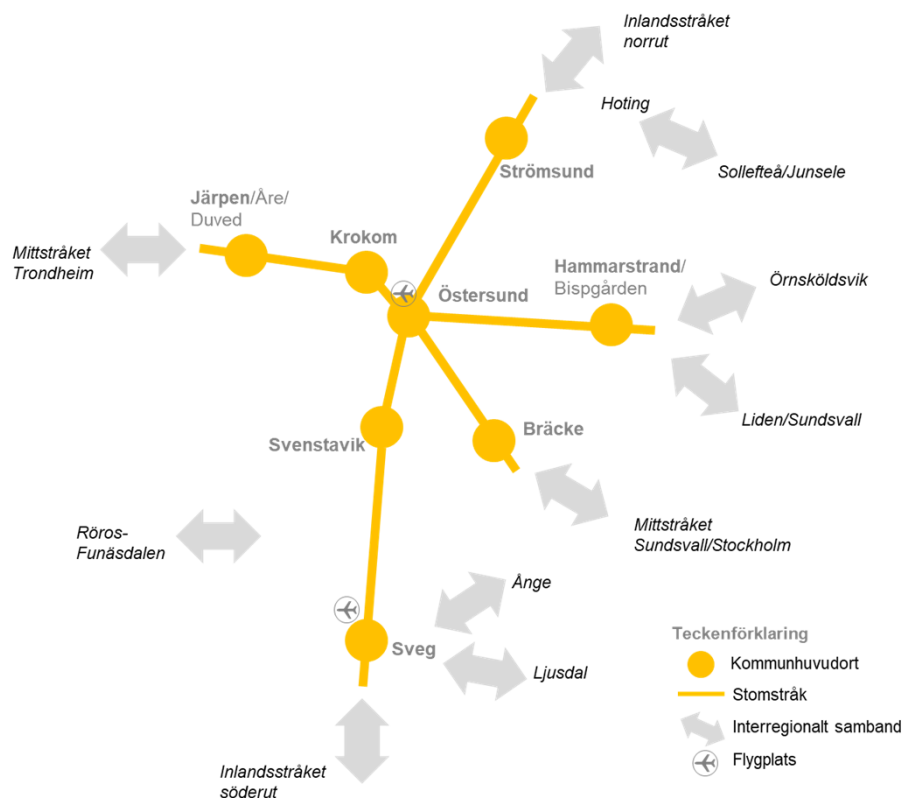 Inlandsstråket
norrut
Hoting
Sollefteå/Junsele
Strömsund
Järpen/Åre/
Duved
Krokom
Mittstråket
Trondheim
Östersund
Hammarstrand/
Bispgården
Örnsköldsvik
Liden/Sundsvall
Svenstavik
Bräcke
Mittstråket
Sundsvall/Stockholm
Röros-
Funäsdalen
Ånge
Sveg
Ljusdal
Inlandsstråket
söderut
Teckenförklaring
Kommunhuvudort
Stomstråk
Interregionalt samband
Flygplats